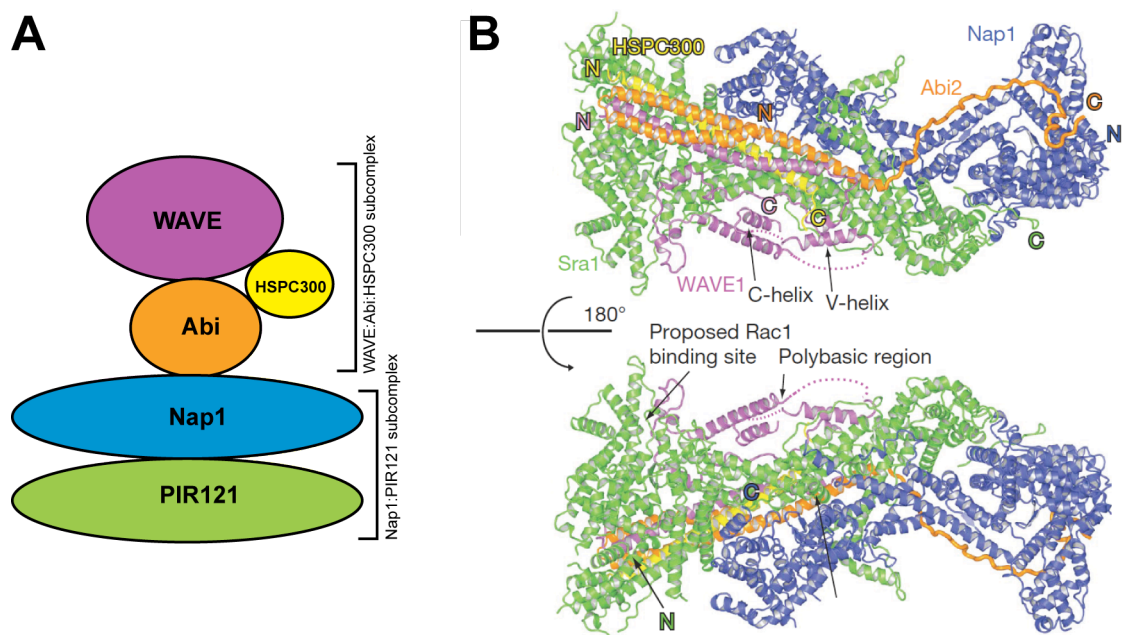 A
WAVE
HSPC300
Abi
Nap1
PIR121
WAVE:Abi:HSPC300 subcomplex
Nap1:PIR121 subcomplex
B
HSPC300
Nap1
N
Abi2
C
N
N
N
C
C
C
Sra1
WAVE1
C-helix
V-helix
180°
Proposed Rac1
binding site
Polybasic region
C
N